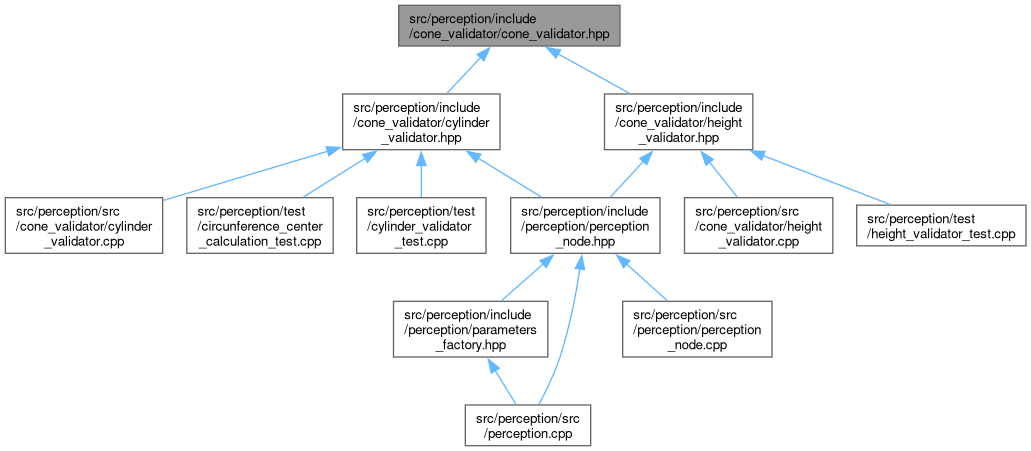 src/perception/include
/cone_validator/cone_validator.hpp
src/perception/include
/cone_validator/cylinder
_validator.hpp
src/perception/include
/cone_validator/height
_validator.hpp
src/perception/src
/cone_validator/cylinder
_validator.cpp
src/perception/test
/circunference_center
_calculation_test.cpp
src/perception/test
/cylinder_validator
_test.cpp
src/perception/include
/perception/perception
_node.hpp
src/perception/src
/cone_validator/height
_validator.cpp
src/perception/test
/height_validator_test.cpp
src/perception/include
/perception/parameters
_factory.hpp
src/perception/src
/perception/perception
_node.cpp
src/perception/src
/perception.cpp